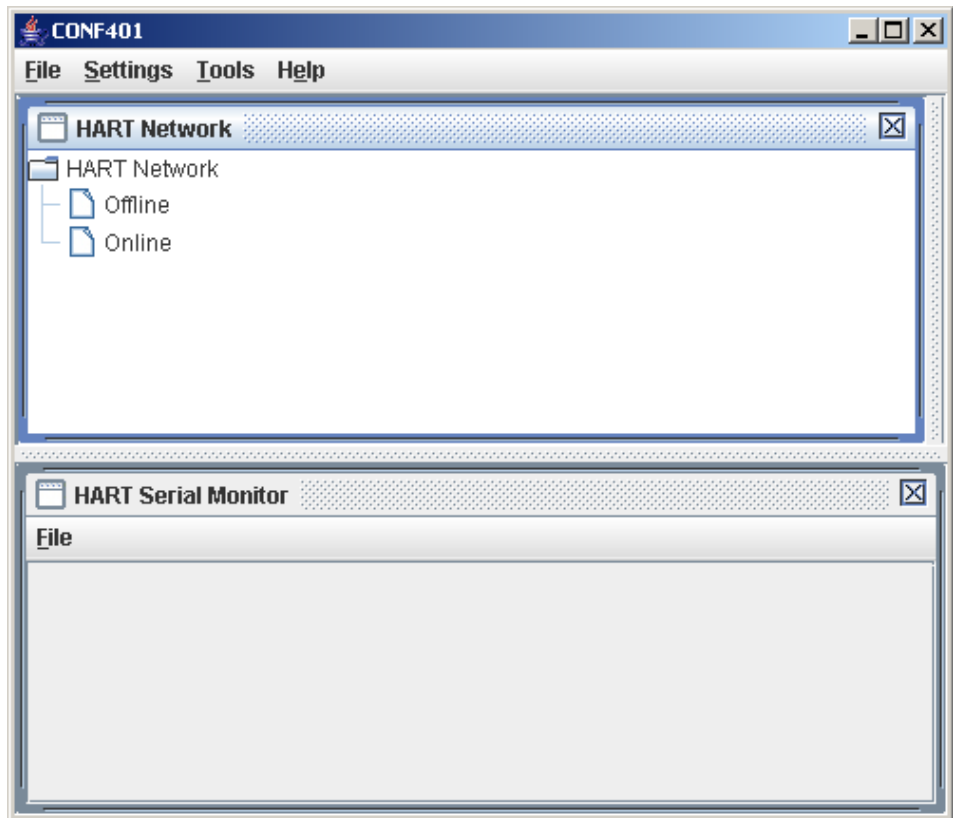 CONF401
File Settings Tools Help
HART Network
HART Network
Offline
Online
HART Serial Monitor
File